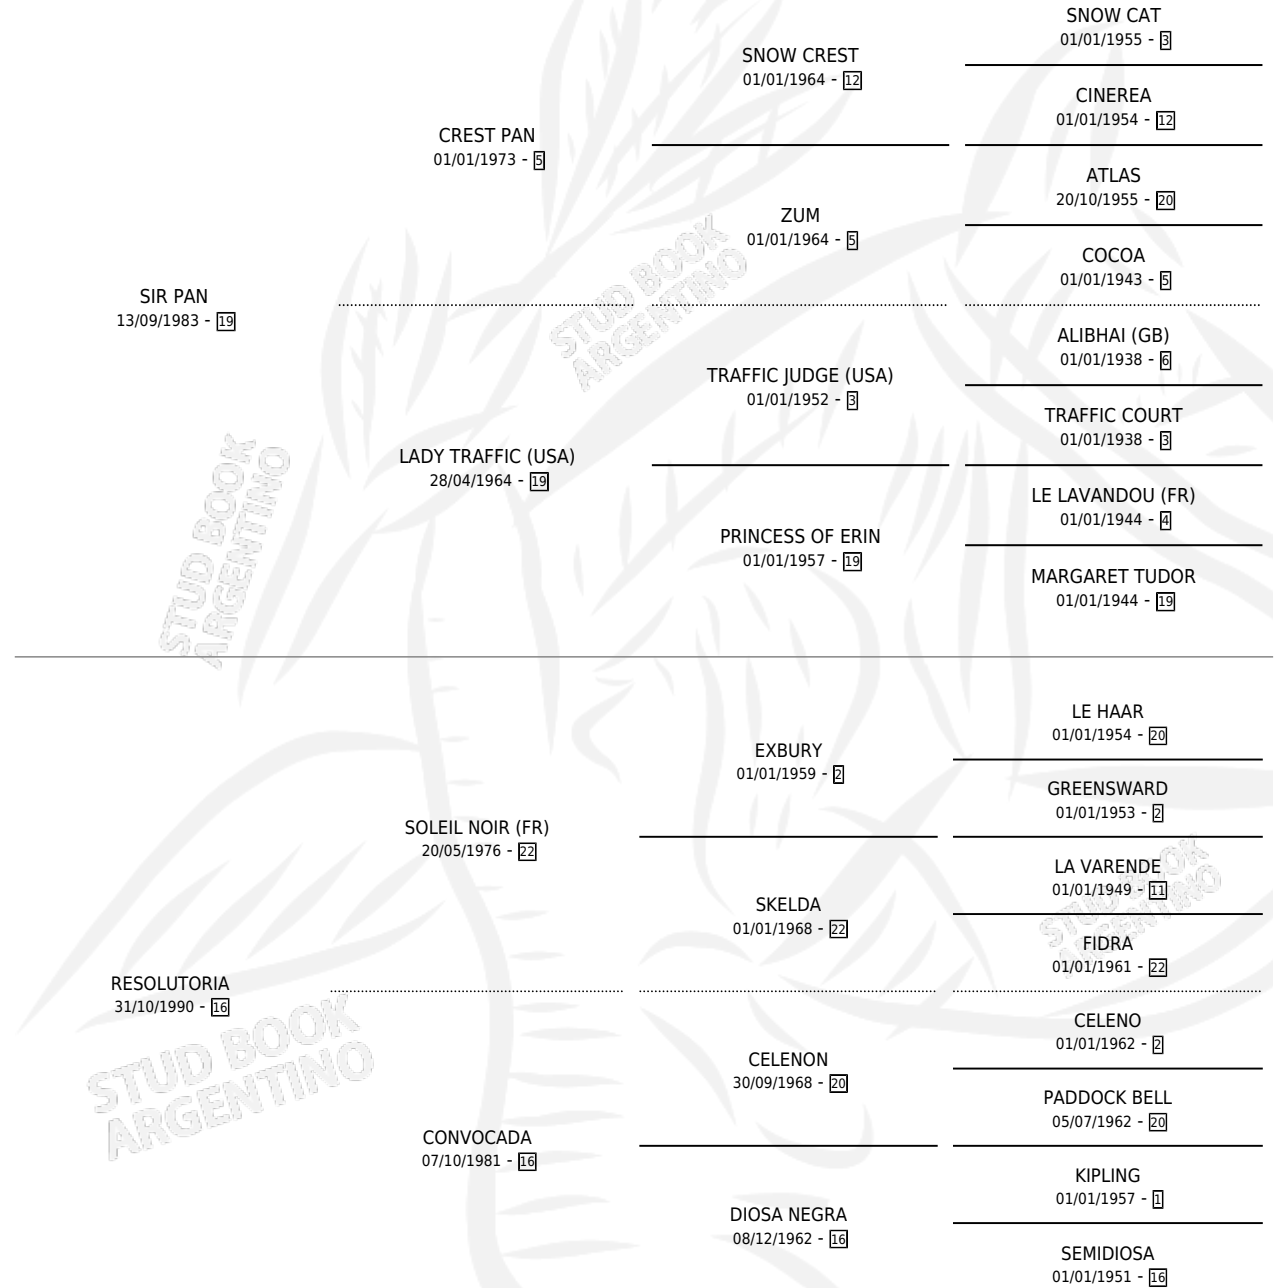 SNOW CAT
01/01/1955 - 3
SNOW CREST
01/01/1964 - 12
CINEREA
01/01/1954 - 12
CREST PAN
01/01/1973 - 5
ATLAS
20/10/1955 - 20
ZUM
01/01/1964 - 5
COCOA
01/01/1943 - 5
SIR PAN
13/09/1983 - 19
ALIBHAI (GB)
01/01/1938 - 6
TRAFFIC JUDGE (USA)
01/01/1952 - 3
TRAFFIC COURT
01/01/1938 - 3
LADY TRAFFIC (USA)
28/04/1964 - 19
LE LAVANDOU (FR)
01/01/1944 - 4
PRINCESS OF ERIN
01/01/1957 - 19
MARGARET TUDOR
01/01/1944 - 19
STUD BOOK
ARGENTINO
STUD BOOK
ARGENTINO
LE HAAR
01/01/1954 - 20
EXBURY
01/01/1959 - 2
GREENSWARD
01/01/1953 - 2
SOLEIL NOIR (FR)
20/05/1976 - 22
LA VARENDE
01/01/1949 - 11
SKELDA
01/01/1968 - 22
FIDRA
01/01/1961 - 22
RESOLUTORIA
31/10/1990 - 16
CELENO
01/01/1962 - 2
CELENON
30/09/1968 - 20
PADDOCK BELL
05/07/1962 - 20
CONVOCADA
07/10/1981 - 16
KIPLING
01/01/1957 - 1
DIOSA NEGRA
08/12/1962 - 16
SEMIDIOSA
01/01/1951 - 16
STUD BOOK
ARGENTINO
STUD BOOK
ARGENTINO